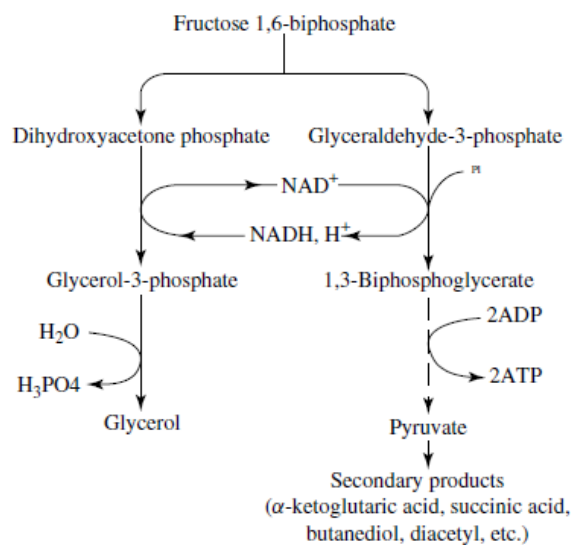 Fructose 1,6-biphosphate
Dihydroxyacetone phosphate
Glyceraldehyde-3-phosphate
Pi
NAD⁺
NADH, H⁺
Glycerol-3-phosphate
1,3-Biphosphoglycerate
H₂O
2ADP
H₃PO4
2ATP
Glycerol
Pyruvate
Secondary products
(α-ketoglutaric acid, succinic acid,
butanediol, diacetyl, etc.)